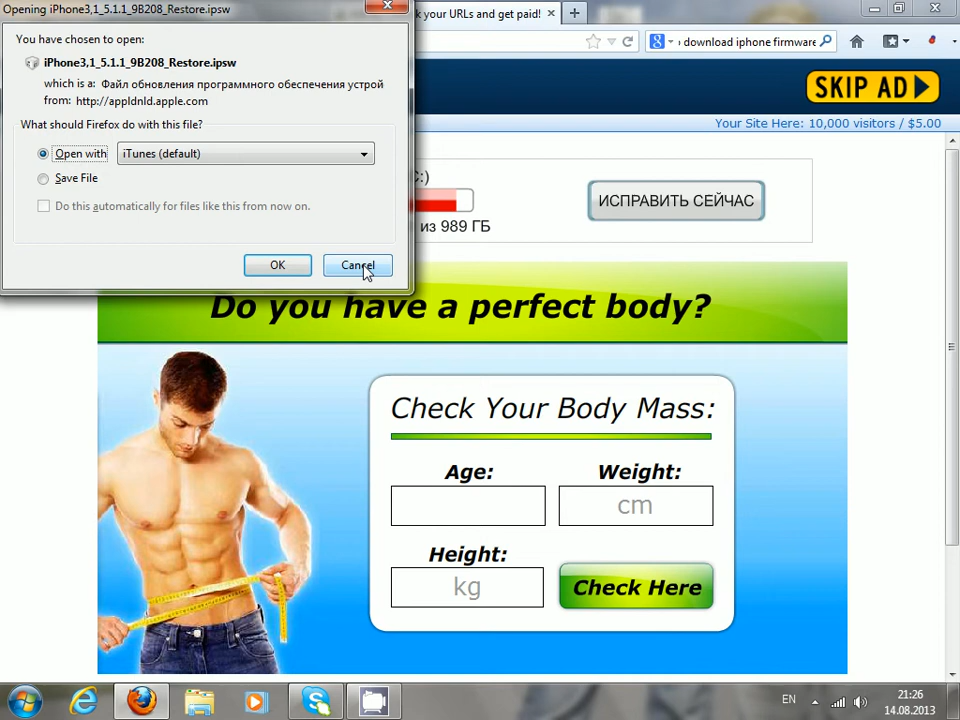 Opening iPhone3,1_5.1.1_9B208_Restore.ipsw
k your URLs and get paid!
You have chosen to open:
download iphone firmware
iPhone3,1_5.1.1_9B208_Restore.ipsw
which is a: Файл обновления программного обеспечения устрой
from: http://appldnld.apple.com
SKIP AD
What should Firefox do with this file?
Your Site Here: 10,000 visitors / $5.00
Open with
iTunes (default)
Save File
C:)
ИСПРАВИТЬ СЕЙЧАС
Do this automatically for files like this from now on.
из 989 ГБ
OK
Cancel
Do you have a perfect body?
Check Your Body Mass:
Age:
Weight:
cm
Height:
kg
Check Here
EN
21:26
14.08.2013